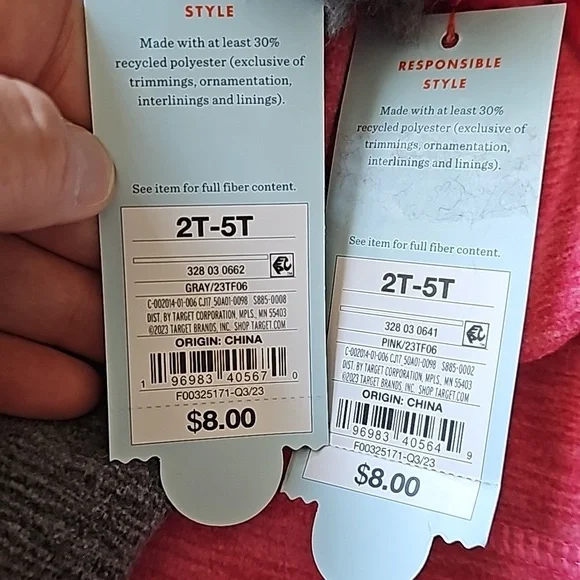 STYLE
Made with at least 30%
recycled polyester (exclusive of
trimmings, ornamentation,
interlinings and linings).
See item for full fiber content.
2T-5T
328 03 0662
GRAY/23TF06
C-002014-01-006 CJ17 50A01-0098 S885-0008
DIST. BY TARGET CORPORATION, MPLS., MN 55403
©2023 TARGET BRANDS, INC. SHOP TARGET.COM
ORIGIN: CHINA
1 96983 40567 0
F00325171-Q3/23
$8.00
RESPONSIBLE
STYLE
Made with at least 30%
recycled polyester (exclusive of
trimmings, ornamentation,
interlinings and linings).
See item for full fiber content.
2T-5T
328 03 0641
PINK/23TF06
C-002014-01-006 CJ17 50A01-0098 S885-0002
DIST. BY TARGET CORPORATION, MPLS., MN 55403
©2023 TARGET BRANDS, INC. SHOP TARGET.COM
ORIGIN: CHINA
96983 40564 9
F00325171-Q3/23
$8.00